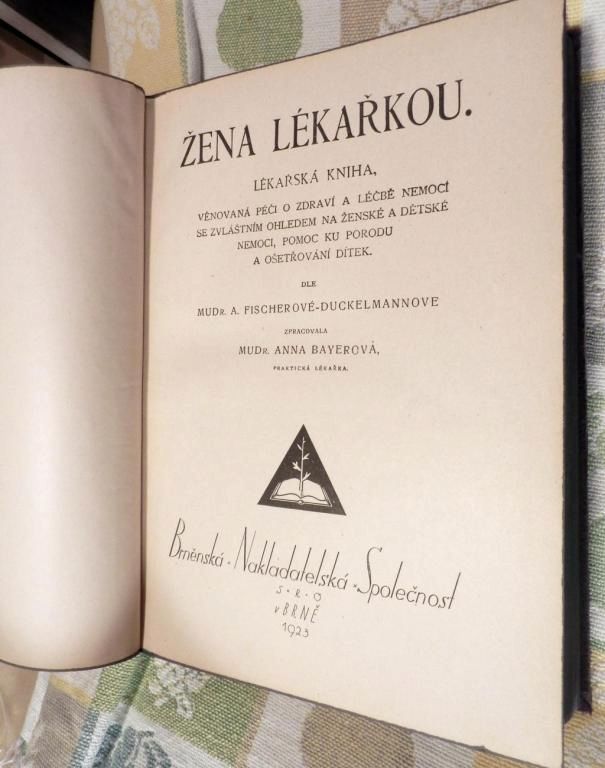 ŽENA LÉKAŘKOU.
LÉKAŘSKÁ KNIHA,
VĚNOVANÁ PÉČI O ZDRAVÍ A LÉČBĚ NEMOCÍ
SE ZVLÁŠTNÍM OHLEDEM NA ŽENSKÉ A DĚTSKÉ
NEMOCI, POMOC KU PORODU
A OŠETŘOVÁNÍ DÍTEK.
DLE
MUDR. A. FISCHEROVÉ-DUCKELMANNOVE
ZPRACOVALA
MUDR. ANNA BAYEROVÁ,
PRAKTICKÁ LÉKAŘKA.
Brněnská · Nakladatelská · Společnost
S · R · O
v BRNĚ
1923